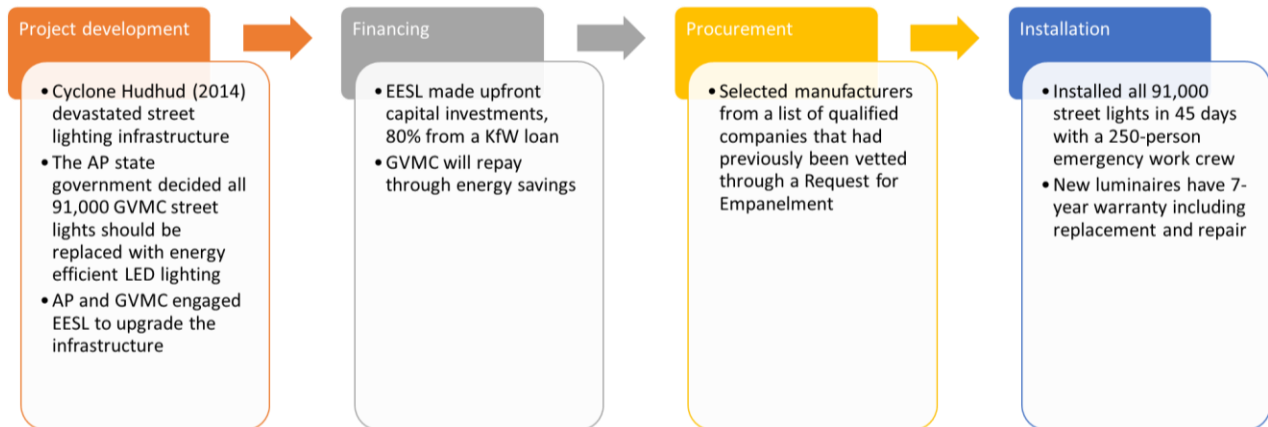 Project development
• Cyclone Hudhud (2014)
devastated street
lighting infrastructure
• The AP state
government decided all
91,000 GVMC street
lights should be
replaced with energy
efficient LED lighting
• AP and GVMC engaged
EESL to upgrade the
infrastructure
Financing
• EESL made upfront
capital investments,
80% from a KfW loan
• GVMC will repay
through energy savings
Procurement
• Selected manufacturers
from a list of qualified
companies that had
previously been vetted
through a Request for
Empanelment
Installation
• Installed all 91,000
street lights in 45 days
with a 250-person
emergency work crew
• New luminaires have 7-
year warranty including
replacement and repair